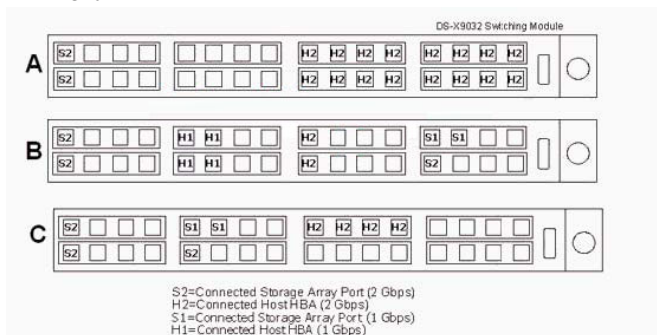 DS-X9032 Switching Module
A
S2 H2 H2 H2 H2 H2 H2 H2 H2
S2 H2 H2 H2 H2 H2 H2 H2 H2
B
S2 H1 H1 H2 S1 S1
S2 H1 H1 H2 S2
C
S2 S1 S1 H2 H2 H2 H2
S2 S2
S2=Connected Storage Array Port (2 Gbps)
H2=Connected Host HBA (2 Gbps)
S1=Connected Storage Array Port (1 Gbps)
H1=Connected Host HBA (1 Gbps)